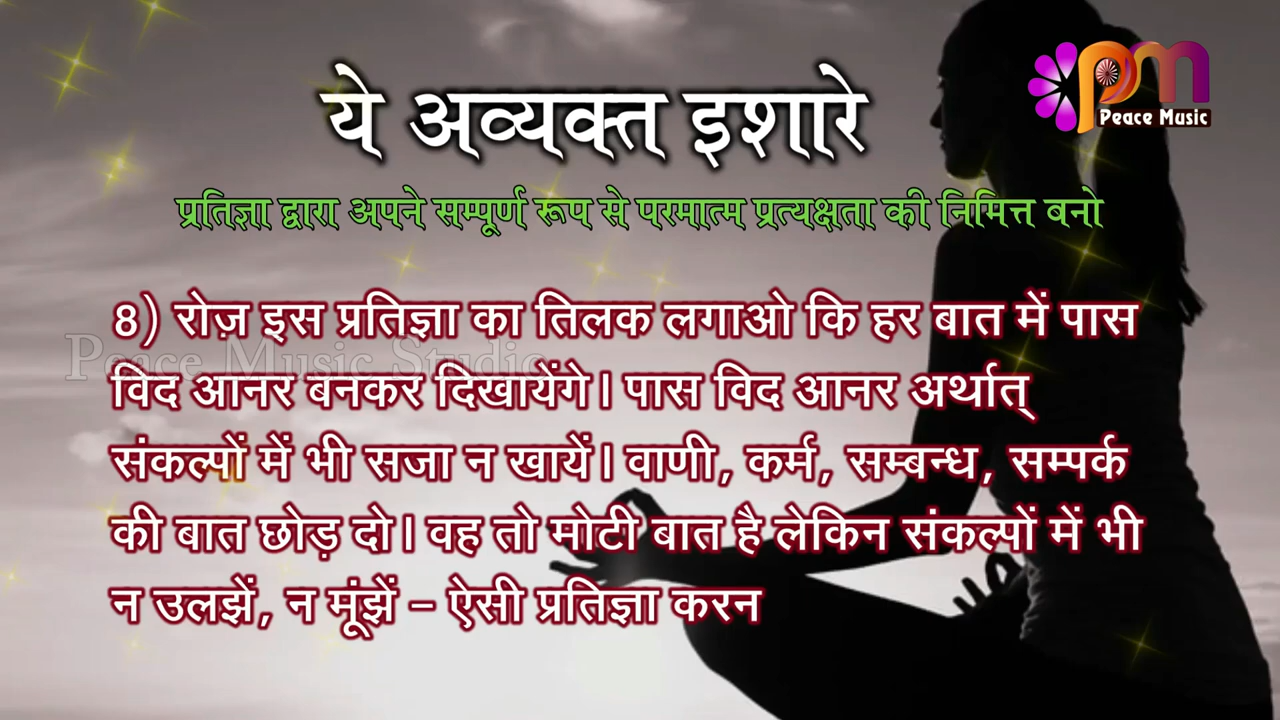 ये अव्यक्त इशारे
pm
Peace Music
प्रतिज्ञा द्वारा अपने सम्पूर्ण रूप से परमात्म प्रत्यक्षता की निमित्त बनो
8) रोज़ इस प्रतिज्ञा का तिलक लगाओ कि हर बात में पास
Peace Music Studio
विद आनर बनकर दिखायेंगे। पास विद आनर अर्थात्
संकल्पों में भी सजा न खायें। वाणी, कर्म, सम्बन्ध, सम्पर्क
की बात छोड़ दो। वह तो मोटी बात है लेकिन संकल्पों में भी
न उलझें, न मूंझें – ऐसी प्रतिज्ञा करन